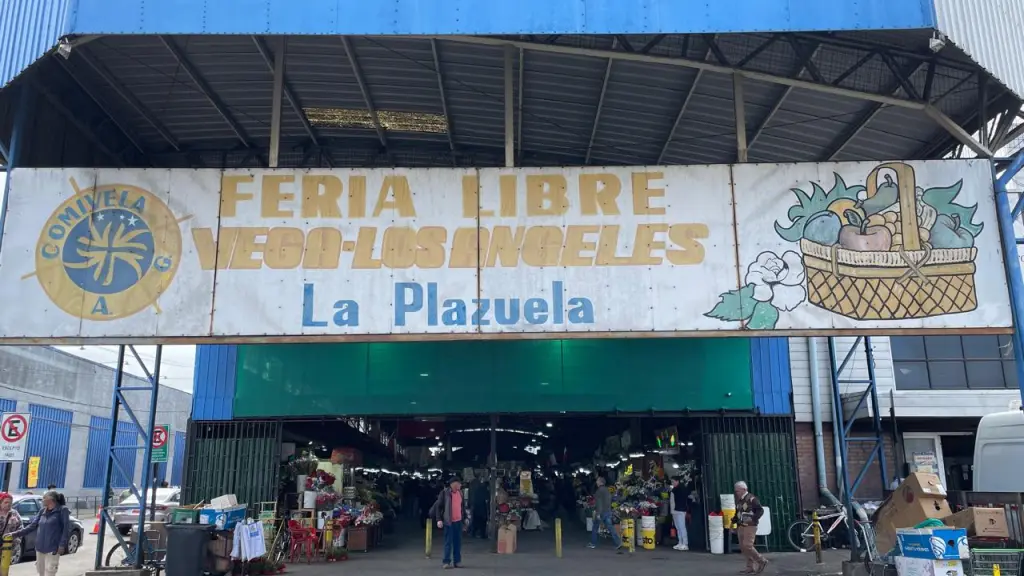 FERIA LIBRE
VEGA-LOS ANGELES
La Plazuela
COMIVELA
A G